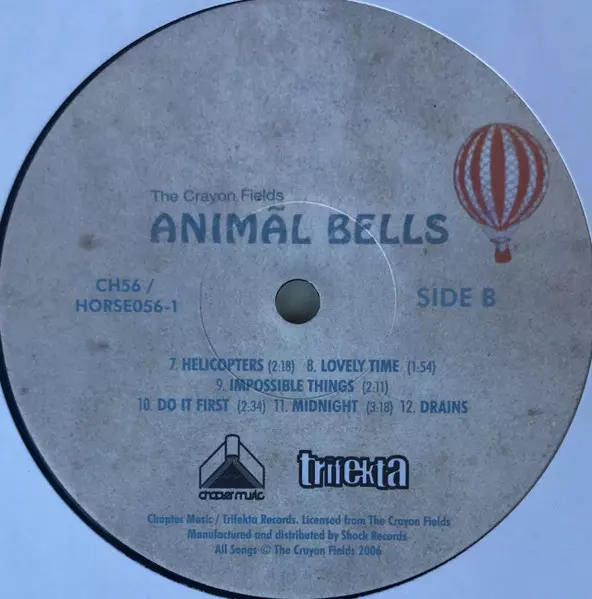 The Crayon Fields
ANIMÃL BELLS
CH56 /
HORSE056-1
SIDE B
7. HELICOPTERS (2:18) 8. LOVELY TIME (1:54)
9. IMPOSSIBLE THINGS (2:11)
10. DO IT FIRST (2:34) 11. MIDNIGHT (3:18) 12. DRAINS
chapter music
trifekta
Chapter Music / Trifekta Records. Licensed from The Crayon Fields
Manufactured and distributed by Shock Records
All Songs © The Crayon Fields 2006